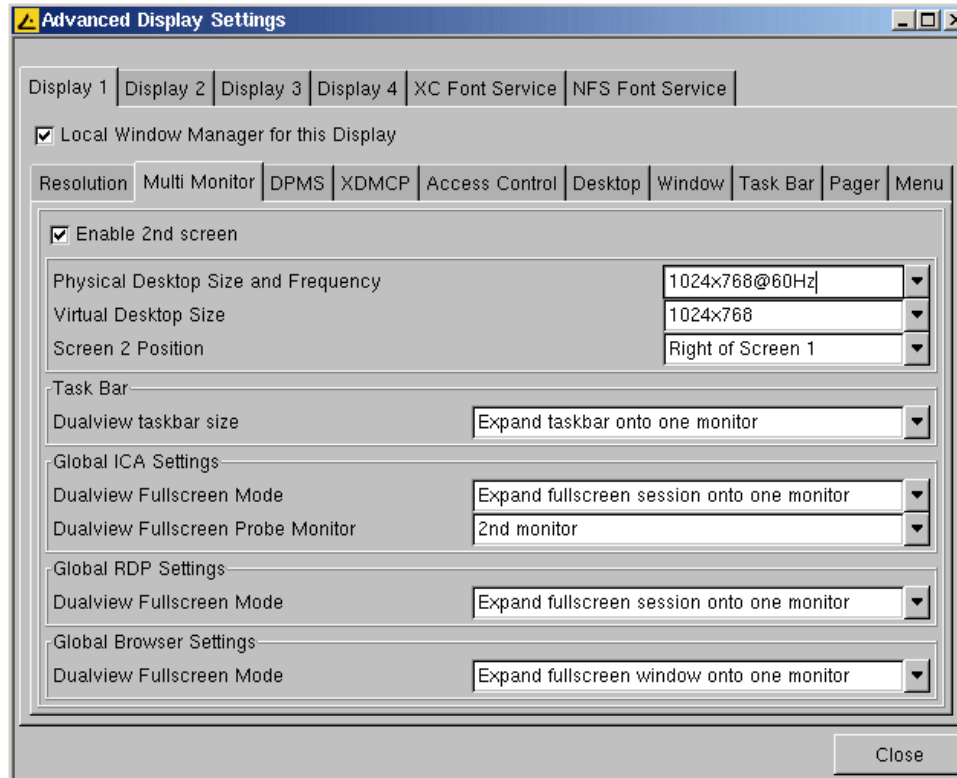 Advanced Display Settings
Display 1 Display 2 Display 3 Display 4 XC Font Service NFS Font Service
Local Window Manager for this Display
Resolution Multi Monitor DPMS XDMCP Access Control Desktop Window Task Bar Pager Menu
Enable 2nd screen
Physical Desktop Size and Frequency 1024x768@60Hz
Virtual Desktop Size 1024x768
Screen 2 Position Right of Screen 1
Task Bar
Dualview taskbar size Expand taskbar onto one monitor
Global ICA Settings
Dualview Fullscreen Mode Expand fullscreen session onto one monitor
Dualview Fullscreen Probe Monitor 2nd monitor
Global RDP Settings
Dualview Fullscreen Mode Expand fullscreen session onto one monitor
Global Browser Settings
Dualview Fullscreen Mode Expand fullscreen window onto one monitor
Close